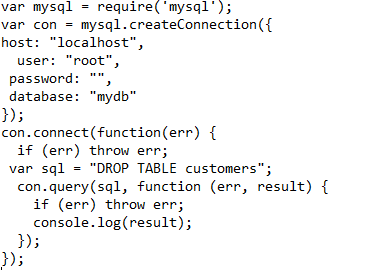 var mysql = require('mysql');
var con = mysql.createConnection({
host: "localhost",
  user: "root",
 password: "",
 database: "mydb"
});
con.connect(function(err) {
  if (err) throw err;
 var sql = "DROP TABLE customers";
  con.query(sql, function (err, result) {
    if (err) throw err;
    console.log(result);
  });
});